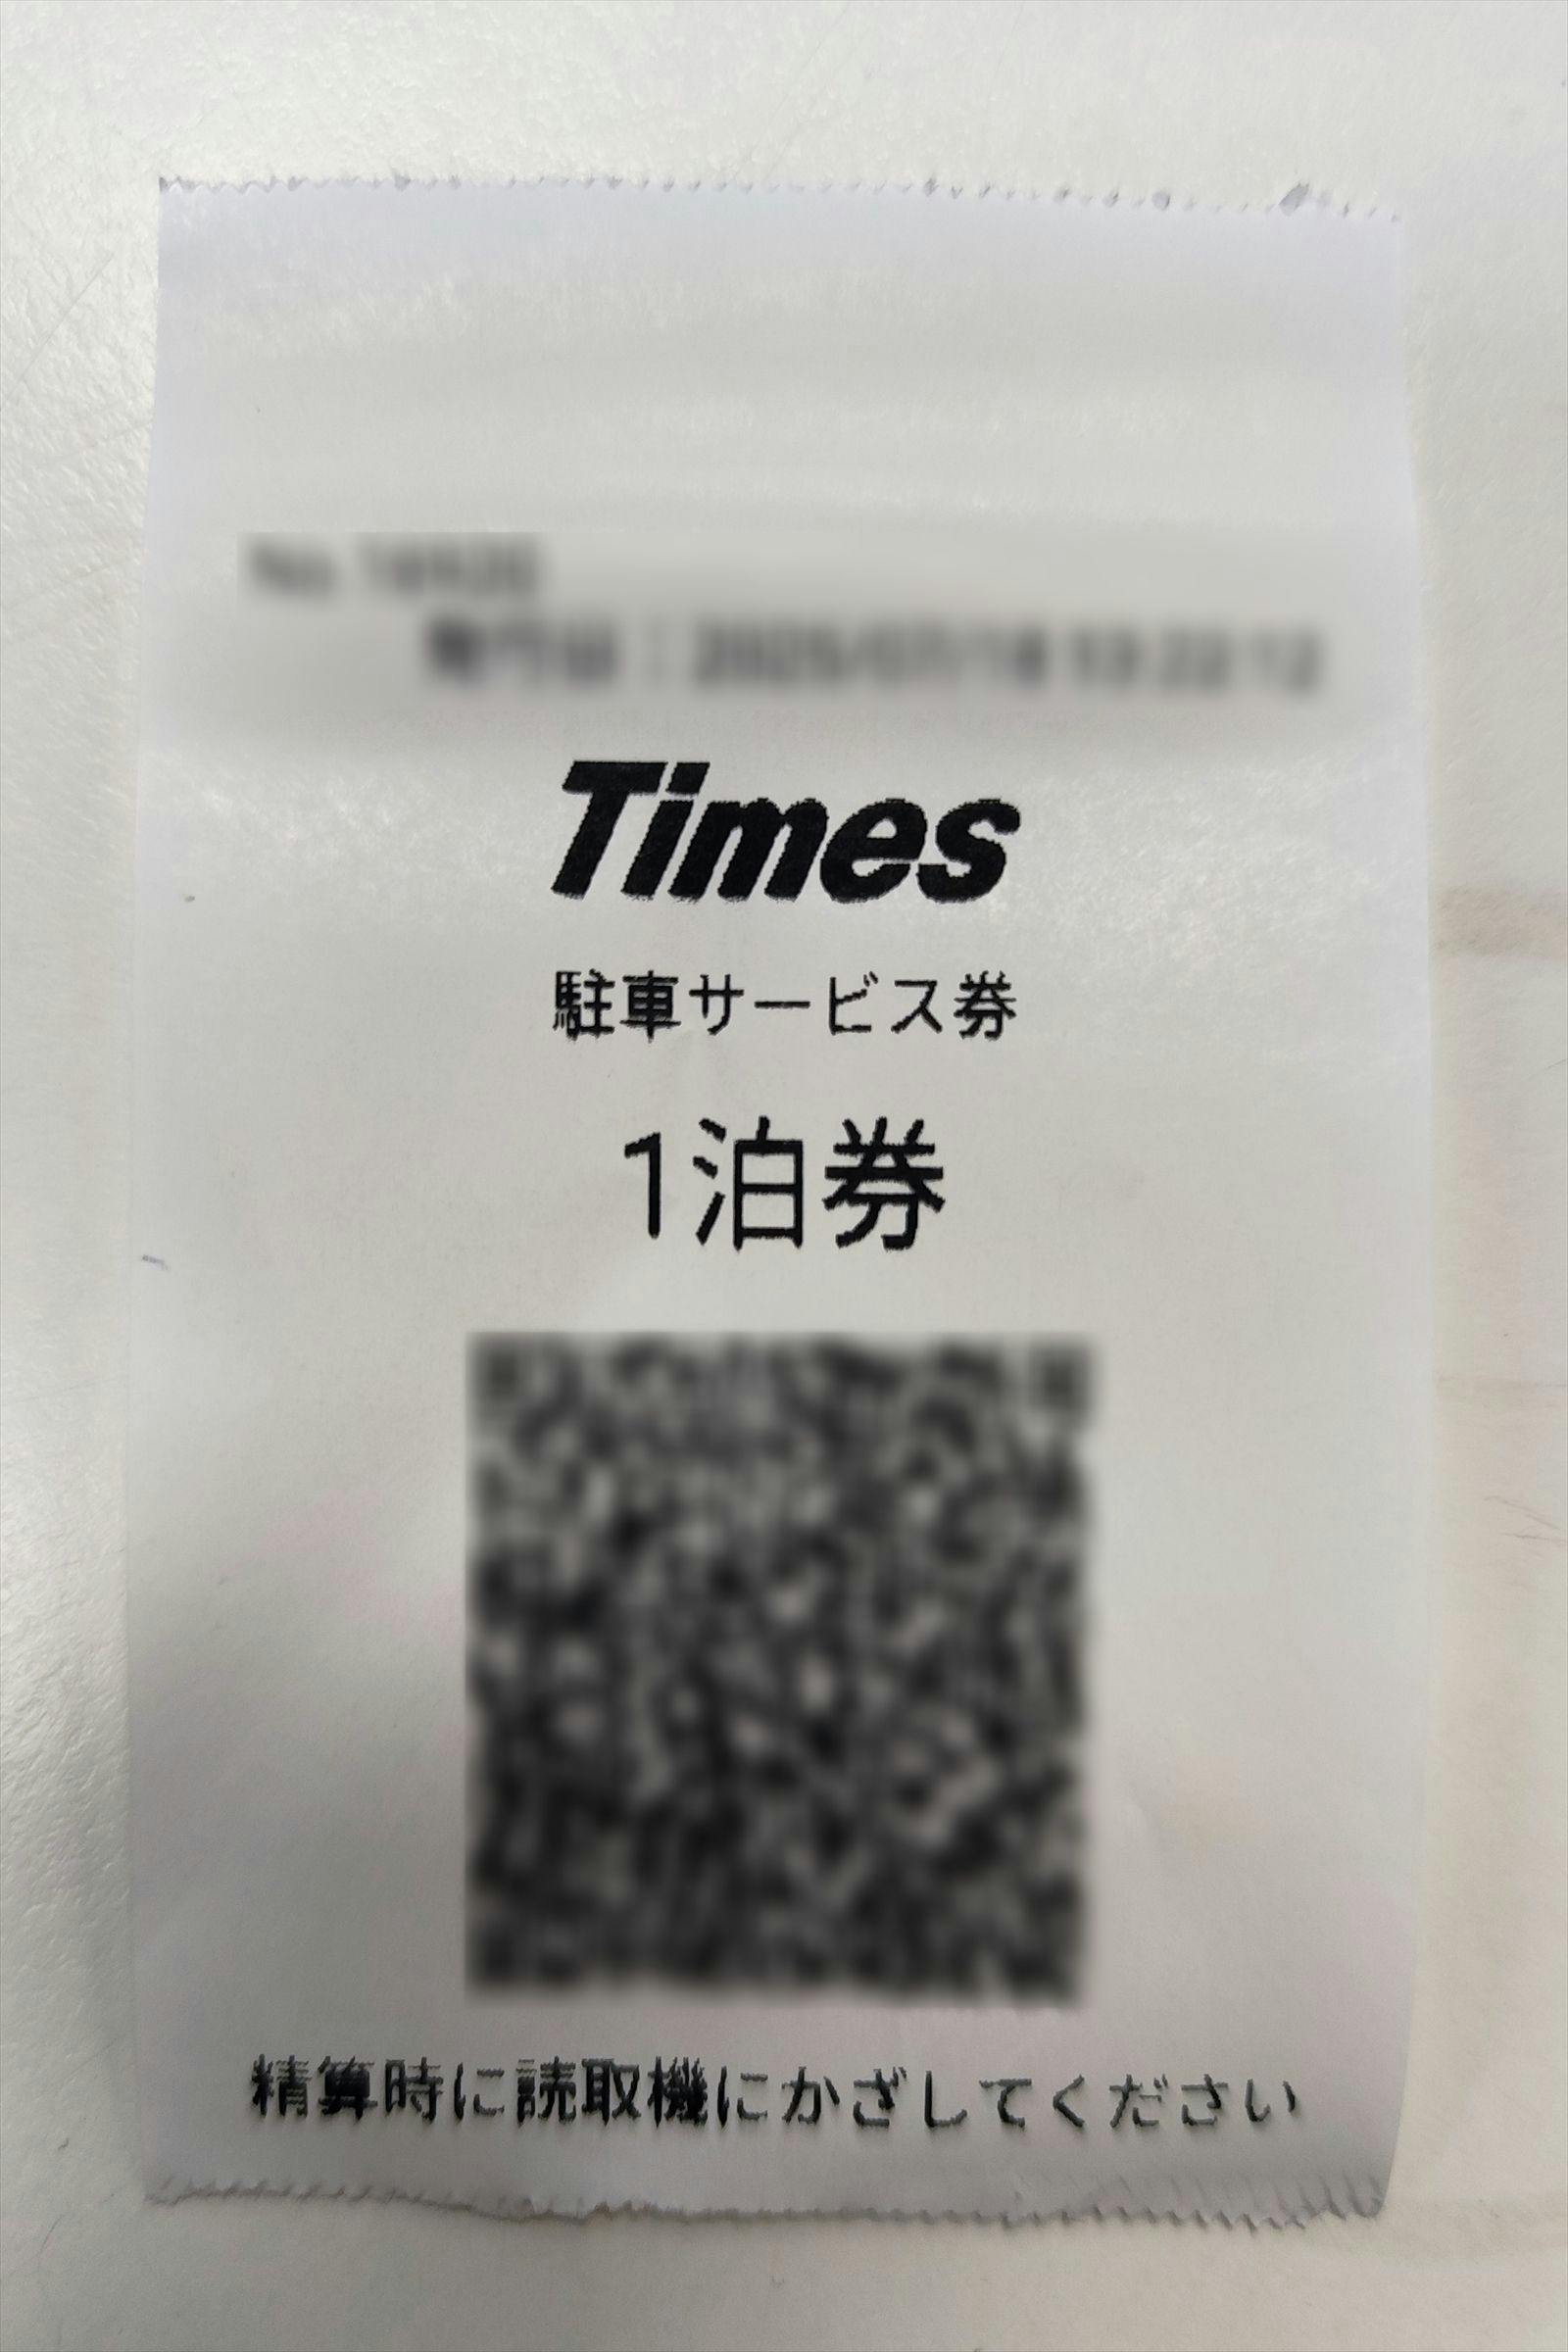 Times
駐車サービス券
1泊券
精算時に読取機にかざしてください